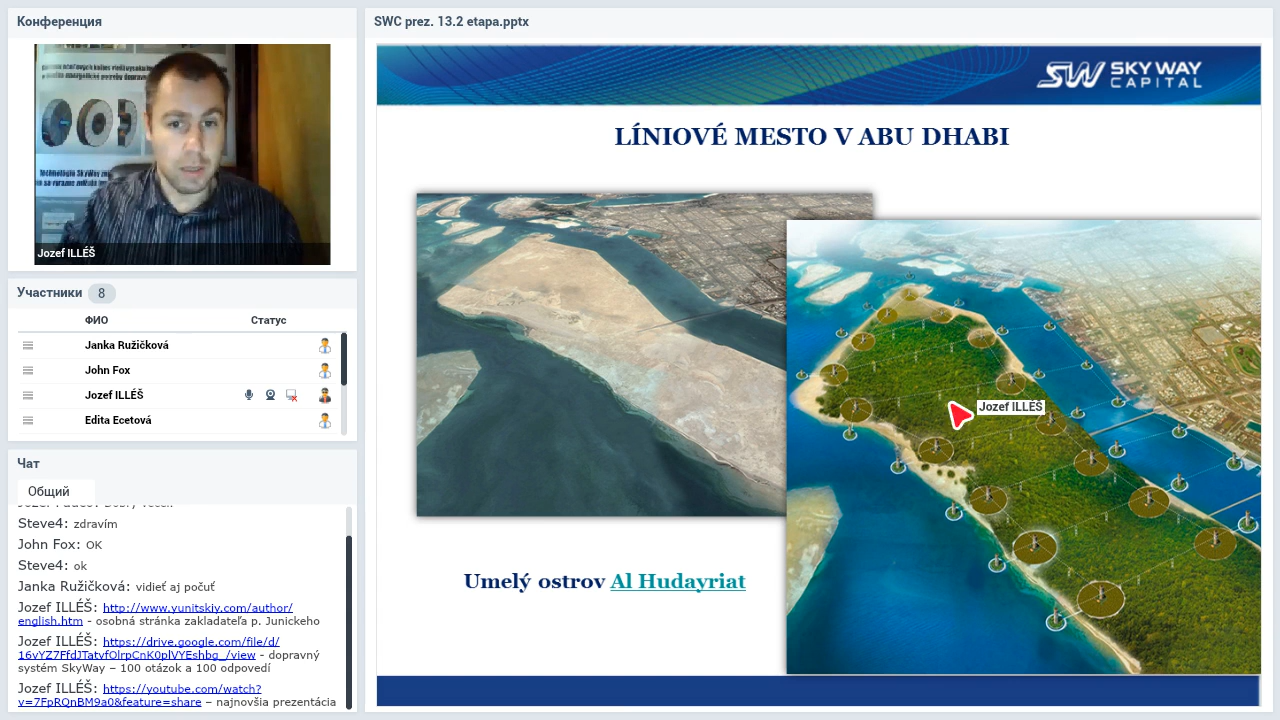 Конференция
Jozef ILLÉŠ
Участники 8
ФИО Статус
Janka Ružičková
John Fox
Jozef ILLÉŠ
Edita Ecetová
Чат
Общий
Steve4: zdravím
John Fox: OK
Steve4: ok
Janka Ružičková: vidieť aj počuť
Jozef ILLÉŠ: http://www.yunitskiy.com/author/
english.htm - osobná stránka zakladateľa p. Junického
Jozef ILLÉŠ: https://drive.google.com/file/d/
16vYZ7FfdJTatvfOlrpCnK0plVYEshbg_/view - dopravný
systém SkyWay – 100 otázok a 100 odpovedí
Jozef ILLÉŠ: https://youtube.com/watch?
v=7FpRQnBM9a0&feature=share – najnovšia prezentácia
SWC prez. 13.2 etapa.pptx
SW SKY WAY
CAPITAL
LÍNIOVÉ MESTO V ABU DHABI
Jozef ILLÉŠ
Umelý ostrov Al Hudayriat